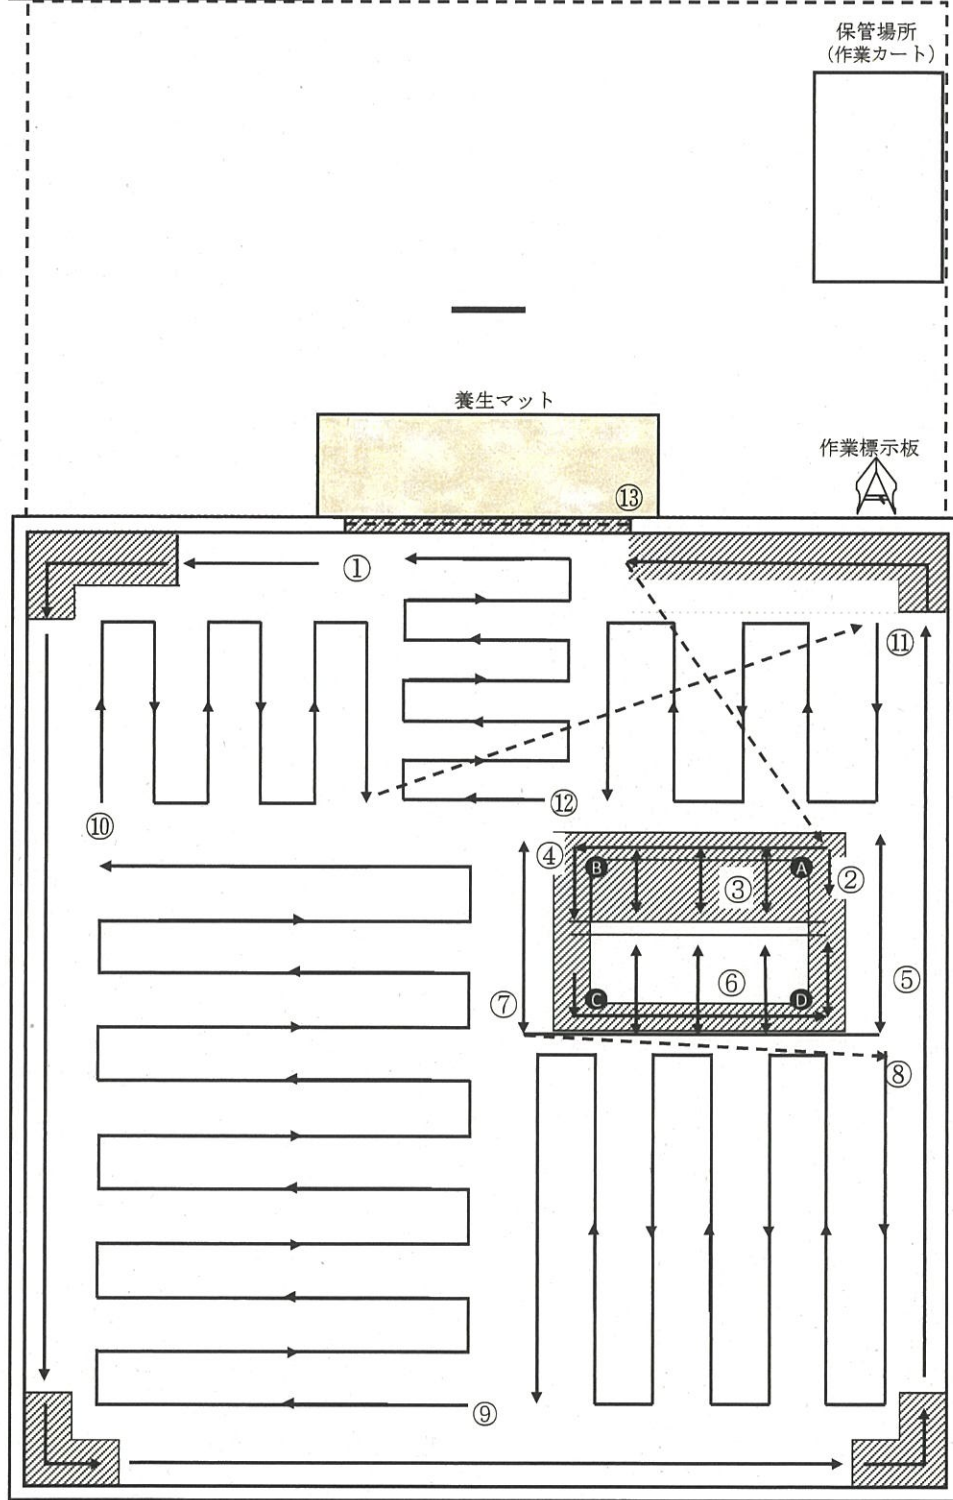 保管場所
（作業カート）
養生マット
作業標示板
⑬
①
⑪
⑫
⑩
④
B
A
②
③
⑤
⑥
⑦
C
D
⑧
⑨